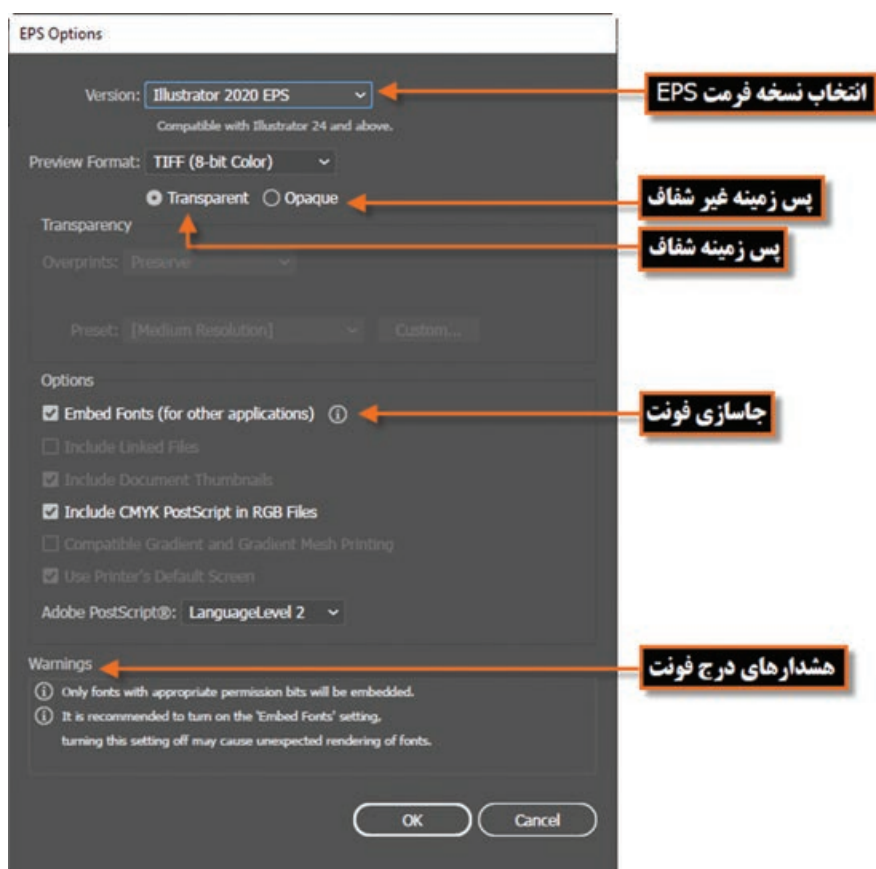 EPS Options
Version: Illustrator 2020 EPS
انتخاب نسخه فرمت EPS
Compatible with Illustrator 24 and above.
Preview Format: TIFF (8-bit Color)
Transparent Opaque
پس زمینه غیر شفاف
Transparency
پس زمینه شفاف
Overprints: Preserve
Preset: [Medium Resolution] Custom...
Options
Embed Fonts (for other applications)
جاسازی فونت
Include Linked Files
Include Document Thumbnails
Include CMYK PostScript in RGB Files
Compatible Gradient and Gradient Mesh Printing
Use Printer's Default Screen
Adobe PostScript®: LanguageLevel 2
Warnings
هشدارهای درج فونت
Only fonts with appropriate permission bits will be embedded.
It is recommended to turn on the 'Embed Fonts' setting,
turning this setting off may cause unexpected rendering of fonts.
OK Cancel